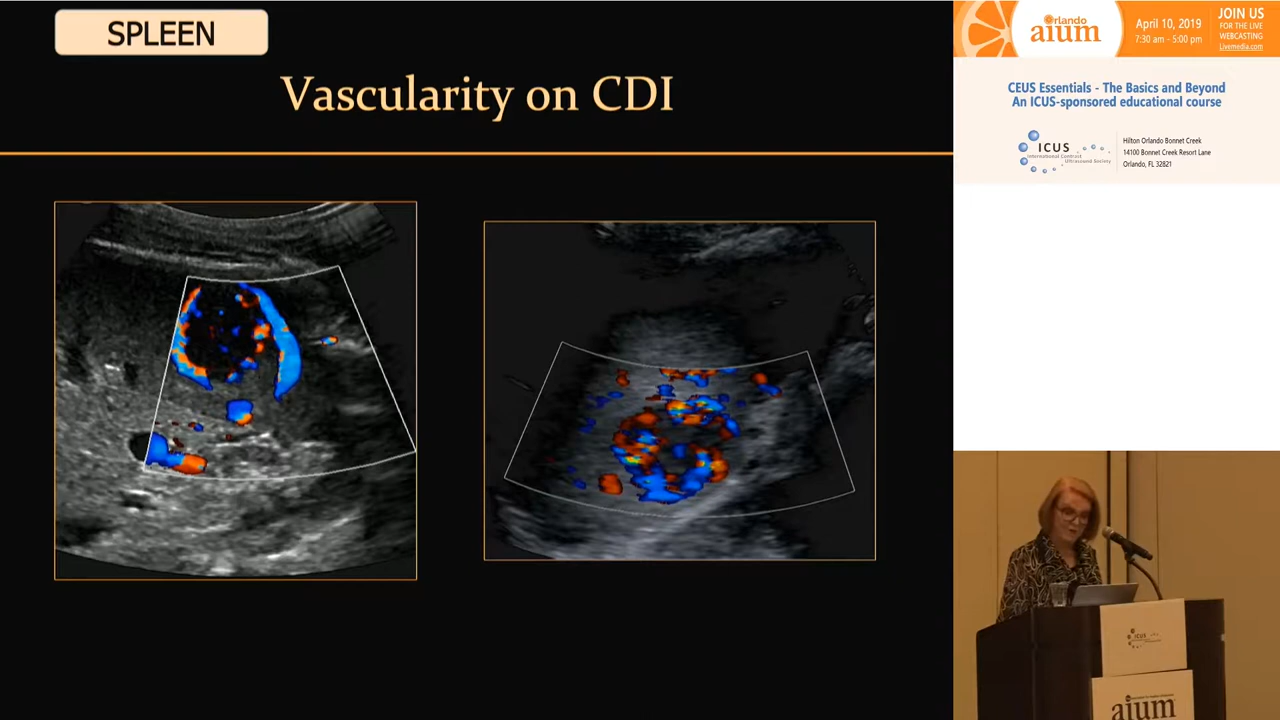 SPLEEN
Vascularity on CDI
Orlando
aium
April 10, 2019
7:30 am - 5:00 pm
JOIN US
FOR THE LIVE
WEBCASTING
Livemedia.com
CEUS Essentials - The Basics and Beyond
An ICUS-sponsored educational course
ICUS
International Contrast
Ultrasound Society
Hilton Orlando Bonnet Creek
14100 Bonnet Creek Resort Lane
Orlando, FL 32821
ICUS
aium